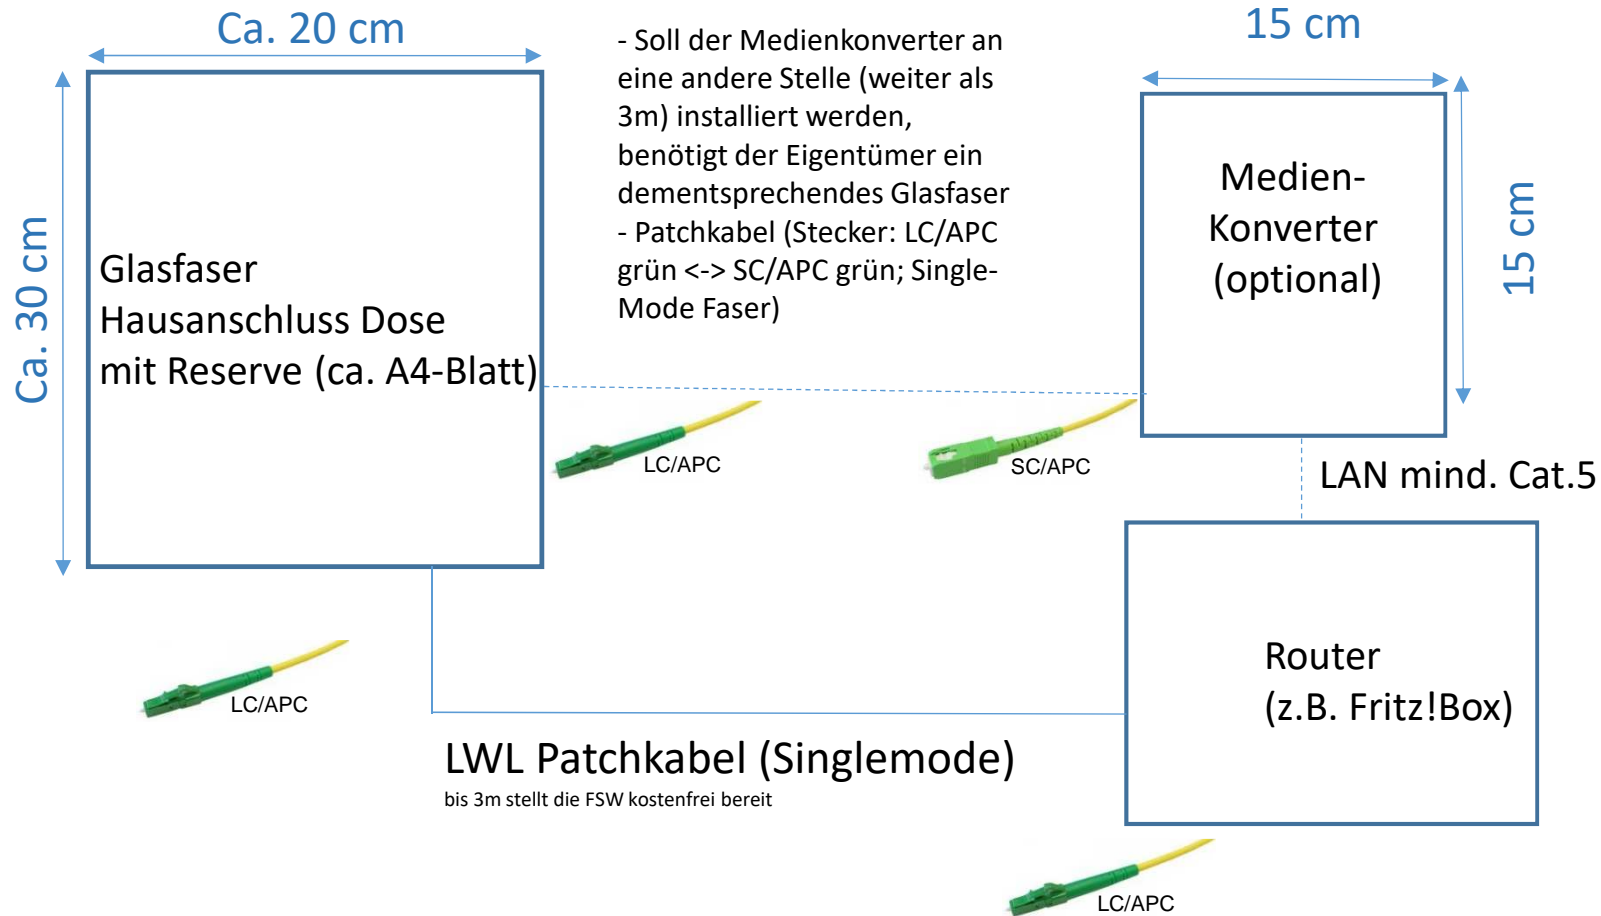 Ca. 20 cm
15 cm
- Soll der Medienkonverter an
eine andere Stelle (weiter als
3m) installiert werden,
benötigt der Eigentümer ein
dementsprechendes Glasfaser
- Patchkabel (Stecker: LC/APC
grün <-> SC/APC grün; Single-
Mode Faser)
Ca. 30 cm
Glasfaser
Hausanschluss Dose
mit Reserve (ca. A4-Blatt)
Medien-
Konverter
(optional)
15 cm
LC/APC
SC/APC
LAN mind. Cat.5
LC/APC
Router
(z.B. Fritz!Box)
LWL Patchkabel (Singlemode)
bis 3m stellt die FSW kostenfrei bereit
LC/APC